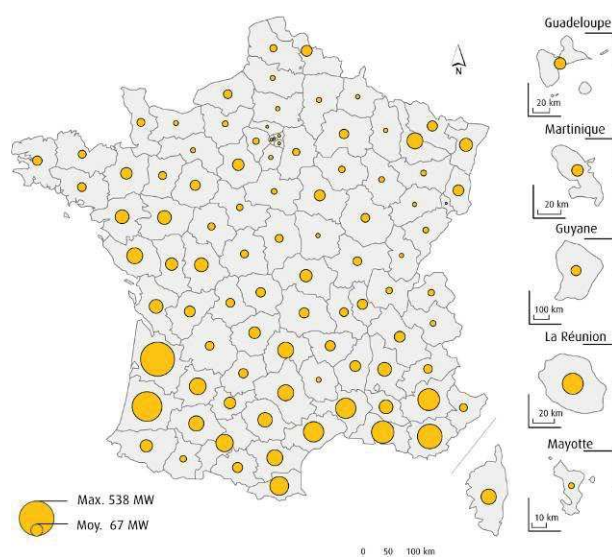 Guadeloupe
N
20 km
Martinique
20 km
Guyane
100 km
La Réunion
20 km
Mayotte
10 km
Max. 538 MW
Moy. 67 MW
0 50 100 km